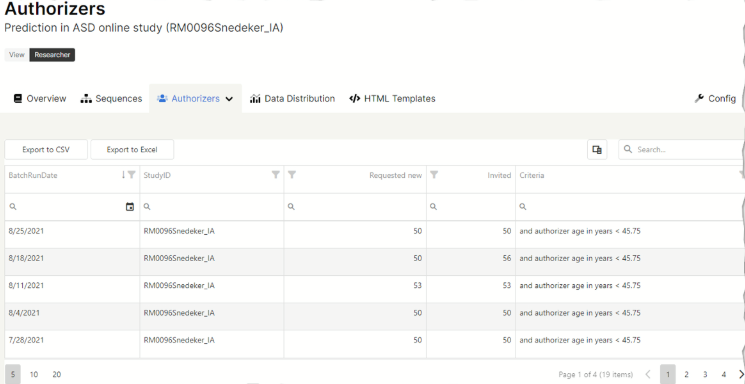 Authorizers
Prediction in ASD online study (RM0096Snedeker_IA)
View Researcher
Overview Sequences Authorizers Data Distribution HTML Templates Config
Export to CSV Export to Excel Search...
BatchRunDate StudyID Requested new Invited Criteria
8/25/2021 RM0096Snedeker_IA 50 50 and authorizer age in years < 45.75
8/18/2021 RM0096Snedeker_IA 50 56 and authorizer age in years < 45.75
8/11/2021 RM0096Snedeker_IA 53 53 and authorizer age in years < 45.75
8/4/2021 RM0096Snedeker_IA 50 50 and authorizer age in years < 45.75
7/28/2021 RM0096Snedeker_IA 50 50 and authorizer age in years < 45.75
5 10 20 Page 1 of 4 (19 items) 1 2 3 4